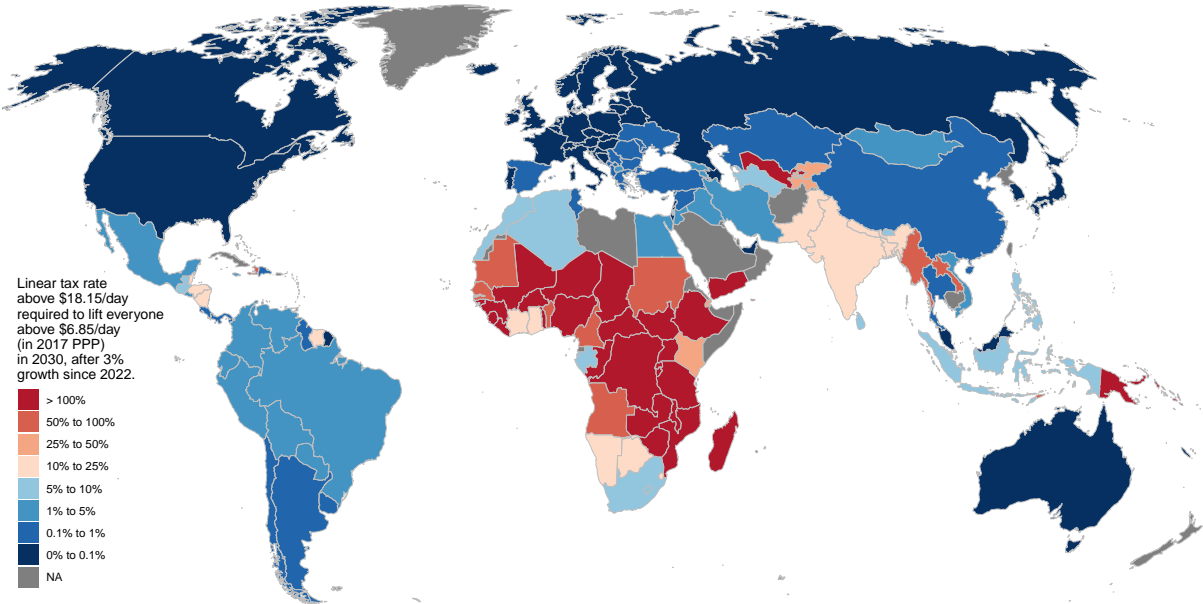 Linear tax rate
above $18.15/day
required to lift everyone
above $6.85/day
(in 2017 PPP)
in 2030, after 3%
growth since 2022.
> 100%
50% to 100%
25% to 50%
10% to 25%
5% to 10%
1% to 5%
0.1% to 1%
0% to 0.1%
NA